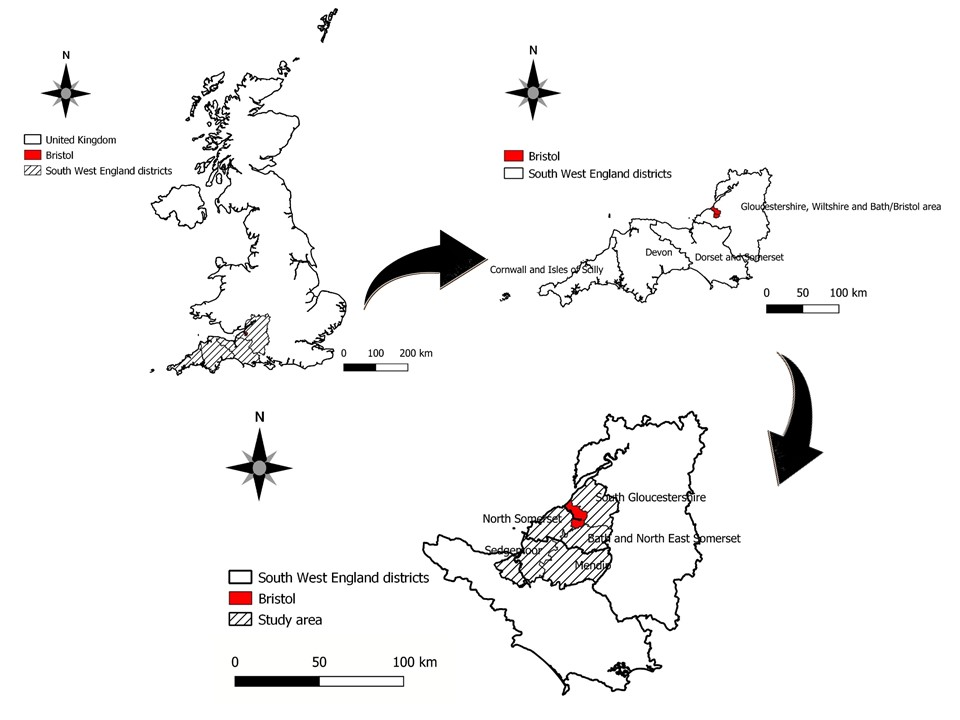 N
United Kingdom
Bristol
South West England districts
0 100 200 km
N
Bristol
South West England districts
Gloucestershire, Wiltshire and Bath/Bristol area
Devon
Dorset and Somerset
Cornwall and Isles of Scilly
0 50 100 km
N
South Gloucestershire
North Somerset
Bath and North East Somerset
Sedgemoor
Mendip
South West England districts
Bristol
Study area
0 50 100 km